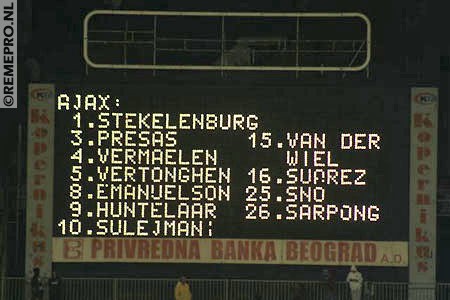 © REMEPRO.NL
AJAX:
1.STEKELENBURG
3.PRESAS
4.VERMAELEN
5.VERTONGHEN
8.EMANUELSON
9.HUNTELAAR
10.SULEJMANI
15.VAN DER
WIEL
16.SUAREZ
25.SNO
26.SARPONG
Kopernikus
PRIVREDNA BANKA BEOGRAD A.D.
Kopernikus